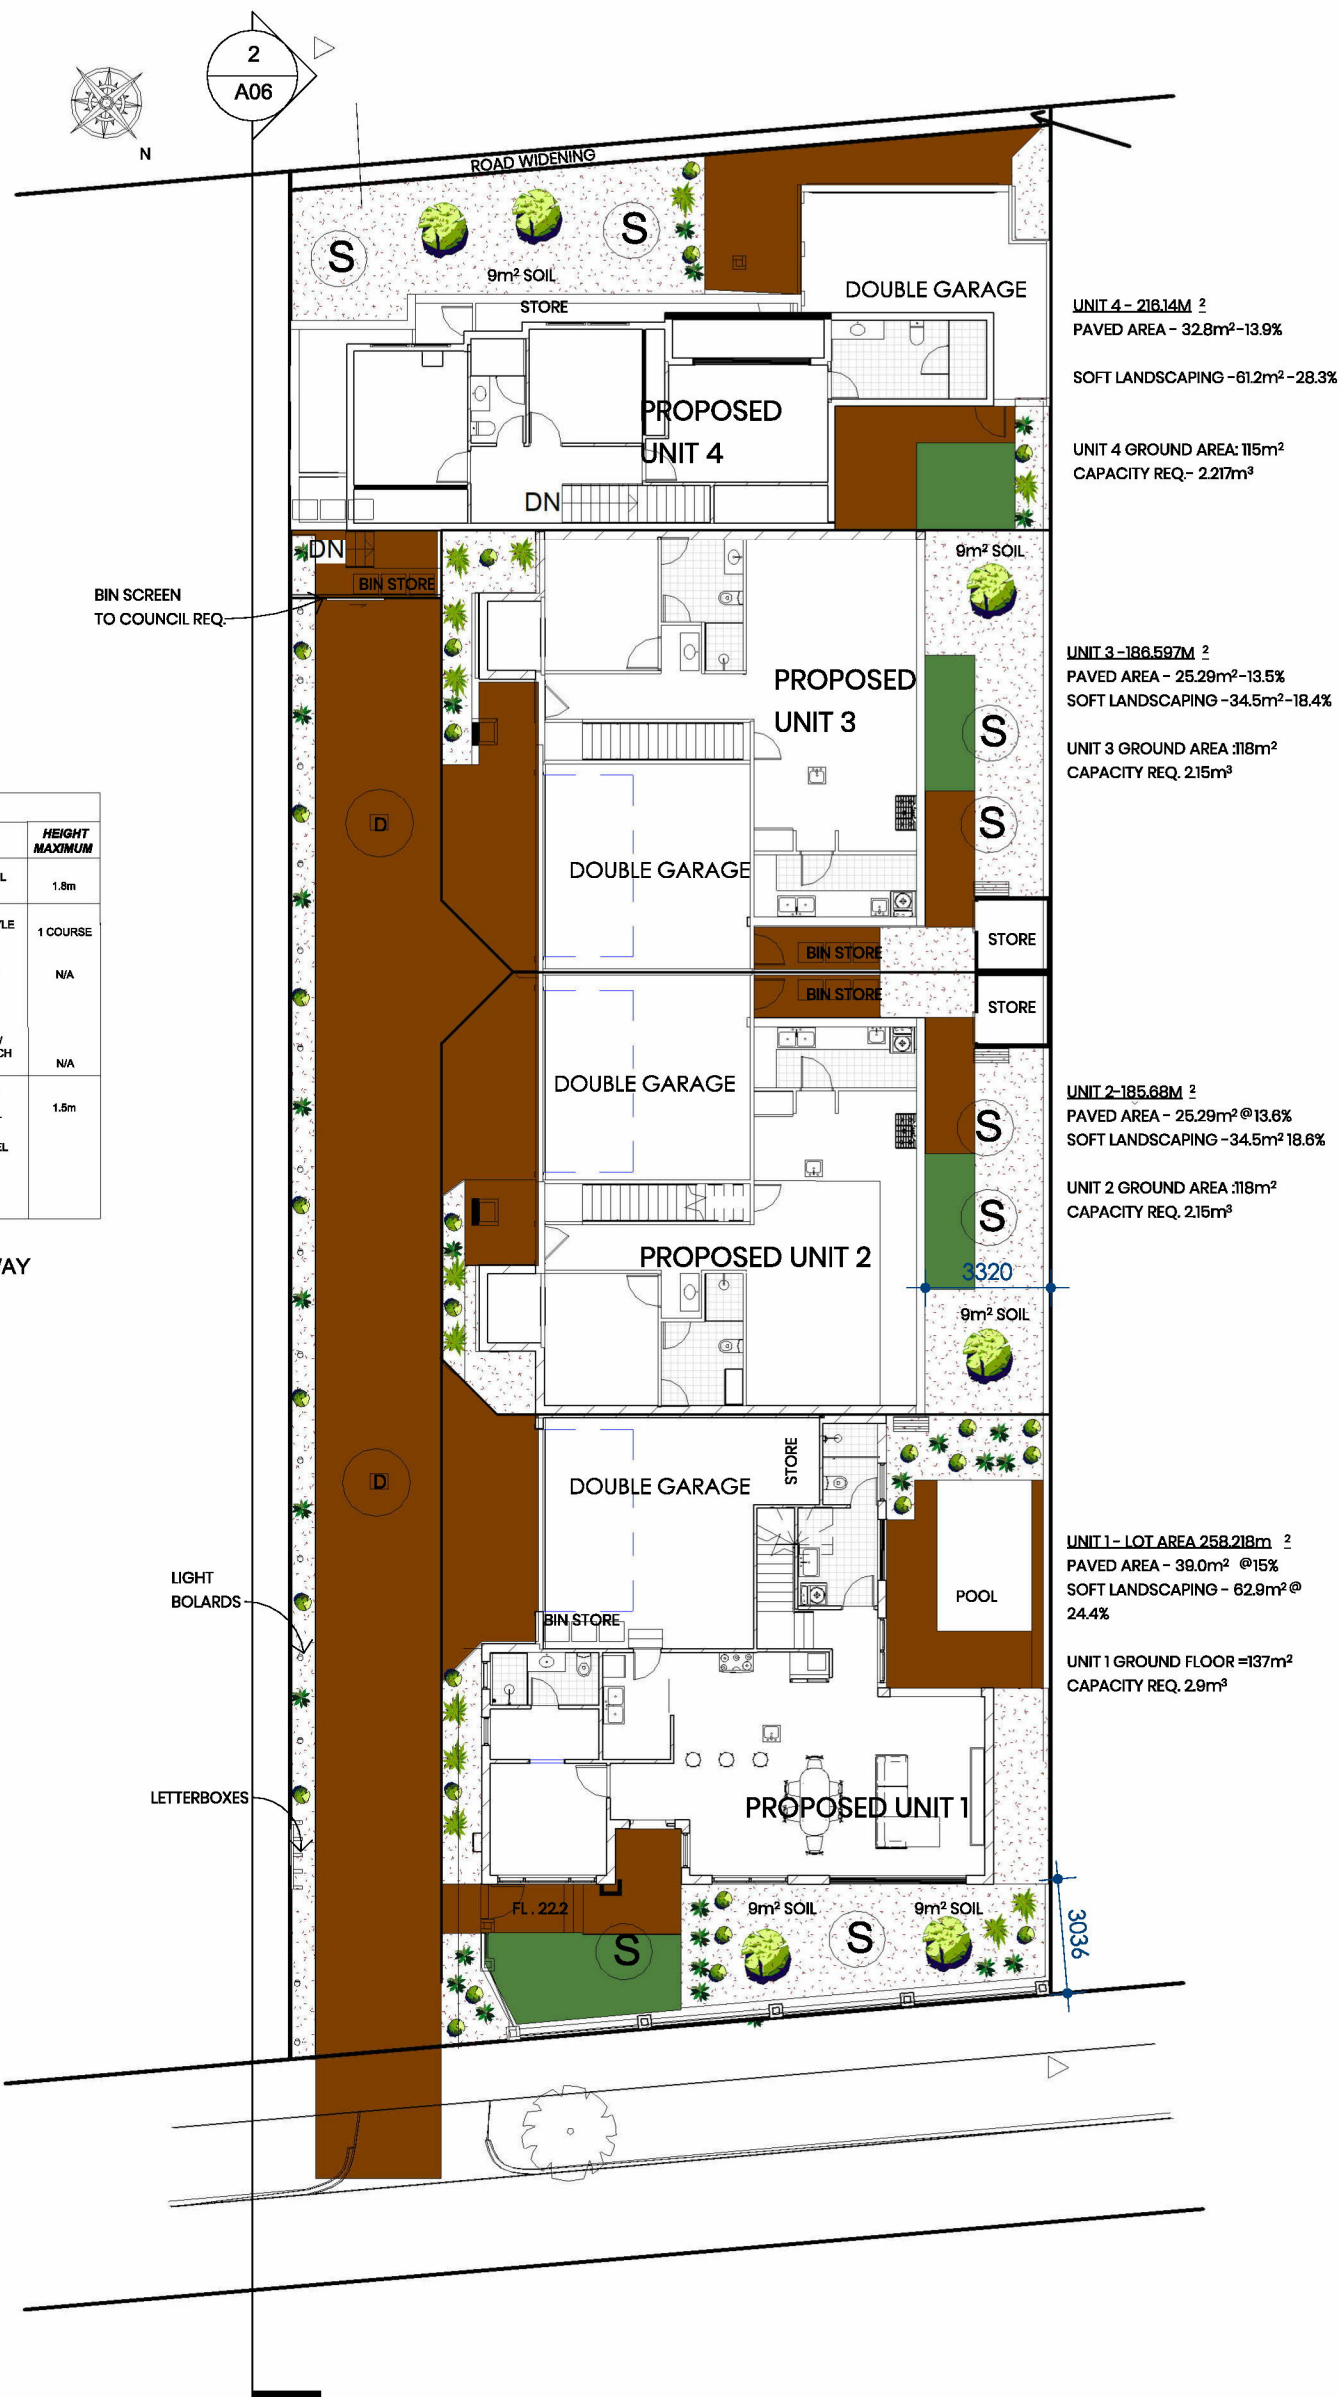 2
A06
N
ROAD WIDENING
S
S
9m² SOIL
STORE
DOUBLE GARAGE
UNIT 4 - 216.14M ²
PAVED AREA - 32.8m²-13.9%
SOFT LANDSCAPING -61.2m² -28.3%
PROPOSED
UNIT 4
UNIT 4 GROUND AREA: 115m²
CAPACITY REQ.- 2.217m³
DN
DN
BIN STORE
9m² SOIL
BIN SCREEN
TO COUNCIL REQ.
PROPOSED
UNIT 3
UNIT 3 -186.597M ²
PAVED AREA - 25.29m²-13.5%
SOFT LANDSCAPING -34.5m²-18.4%
UNIT 3 GROUND AREA :118m²
CAPACITY REQ. 2.15m³
S
S
D
HEIGHT
MAXIMUM
L
1.8m
YLE
1 COURSE
N/A
/
CH
N/A
1.5m
EL
WAY
DOUBLE GARAGE
BIN STORE
STORE
BIN STORE
STORE
DOUBLE GARAGE
S
S
UNIT 2-185.68M ²
PAVED AREA - 25.29m² @13.6%
SOFT LANDSCAPING -34.5m² 18.6%
UNIT 2 GROUND AREA :118m²
CAPACITY REQ. 2.15m³
PROPOSED UNIT 2
3320
9m² SOIL
D
DOUBLE GARAGE
STORE
POOL
UNIT 1 - LOT AREA 258.218m ²
PAVED AREA - 39.0m² @15%
SOFT LANDSCAPING - 62.9m² @
24.4%
UNIT 1 GROUND FLOOR =137m²
CAPACITY REQ. 2.9m³
LIGHT
BOLARDS
BIN STORE
LETTERBOXES
PROPOSED UNIT 1
FL . 22.2
9m² SOIL
9m² SOIL
S
S
3036